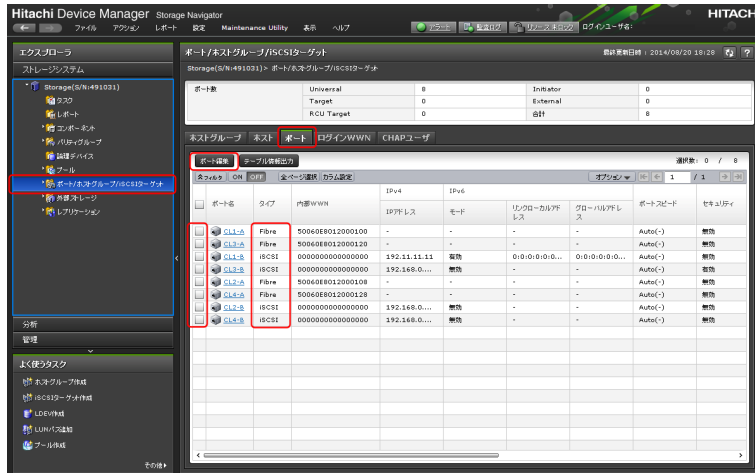 Hitachi Device Manager Storage Navigator
HITACH
ファイル アクション レポート 設定 Maintenance Utility 表示 ヘルプ
アラート 監査ログ リソースロック ログインユーザ名:
エクスプローラ
ストレージシステム
Storage(S/N:491031)
タスク
レポート
コンポーネント
パリティグループ
論理デバイス
プール
ポート/ホストグループ/iSCSIターゲット
外部ストレージ
レプリケーション
分析
管理
よく使うタスク
ホストグループ作成
iSCSIターゲット作成
LDEV作成
LUNパス追加
プール作成
その他
ポート/ホストグループ/iSCSIターゲット
最終更新日時 : 2014/08/20 18:28
Storage(S/N:491031)> ポート/ホストグループ/iSCSIターゲット
ポート数 Universal 8 Initiator 0
Target 0 External 0
RCU Target 0 合計 8
ホストグループ ホスト ポート ログインWWN CHAPユーザ
ポート編集 テーブル情報出力 選択数: 0 / 8
フィルタ ON OFF 全ページ選択 カラム設定 オプション 1 / 1
IPv4 IPv6
ポート名 タイプ 内部WWN IPアドレス モード リンクローカルアドレス グローバルアドレス ポートスピード セキュリティ
CL1-A Fibre 50060E8012000100 - - - - Auto(-) 無効
CL3-A Fibre 50060E8012000120 - - - - Auto(-) 無効
CL1-B iSCSI 0000000000000000 192.11.11.11 有効 0:0:0:0:0:0... 0:0:0:0:0:0... Auto(-) 無効
CL3-B iSCSI 0000000000000000 192.168.0.... 無効 - - Auto(-) 有効
CL2-A Fibre 50060E8012000108 - - - - Auto(-) 無効
CL4-A Fibre 50060E8012000128 - - - - Auto(-) 無効
CL2-B iSCSI 0000000000000000 192.168.0.... 無効 - - Auto(-) 無効
CL4-B iSCSI 0000000000000000 192.168.0.... 無効 - - Auto(-) 無効